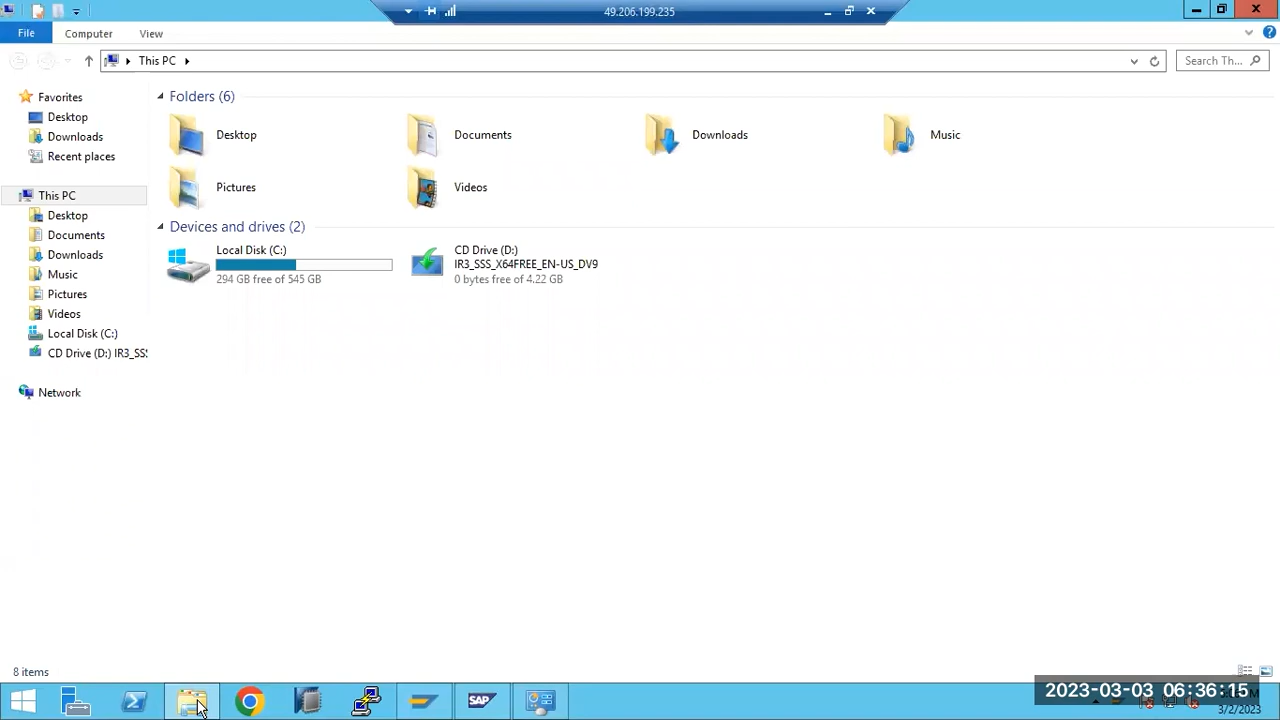 49.206.199.235
File Computer View
This PC
Search Th...
Favorites
Desktop
Downloads
Recent places
This PC
Desktop
Documents
Downloads
Music
Pictures
Videos
Local Disk (C:)
CD Drive (D:) IR3_SS
Network
Folders (6)
Desktop
Documents
Downloads
Music
Pictures
Videos
Devices and drives (2)
Local Disk (C:)
294 GB free of 545 GB
CD Drive (D:)
IR3_SSS_X64FREE_EN-US_DV9
0 bytes free of 4.22 GB
8 items
SAP
2023-03-03 06:36:15
3/2/2023